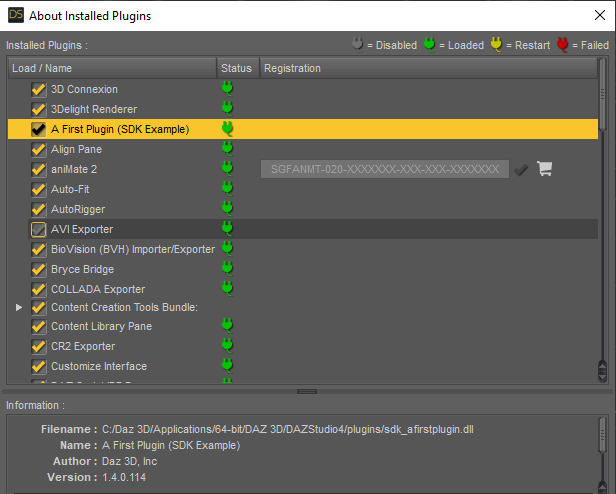 DS About Installed Plugins
Installed Plugins :
= Disabled = Loaded = Restart = Failed
Load / Name Status Registration
3D Connexion
3Delight Renderer
A First Plugin (SDK Example)
Align Pane
aniMate 2 SGFANMT-020-XXXXXXX-XXX-XXX-XXXXXXX
Auto-Fit
AutoRigger
AVI Exporter
BioVision (BVH) Importer/Exporter
Bryce Bridge
COLLADA Exporter
Content Creation Tools Bundle:
Content Library Pane
CR2 Exporter
Customize Interface
Information :
Filename : C:/Daz 3D/Applications/64-bit/DAZ 3D/DAZStudio4/plugins/sdk_afirstplugin.dll
Name : A First Plugin (SDK Example)
Author : Daz 3D, Inc
Version : 1.4.0.114